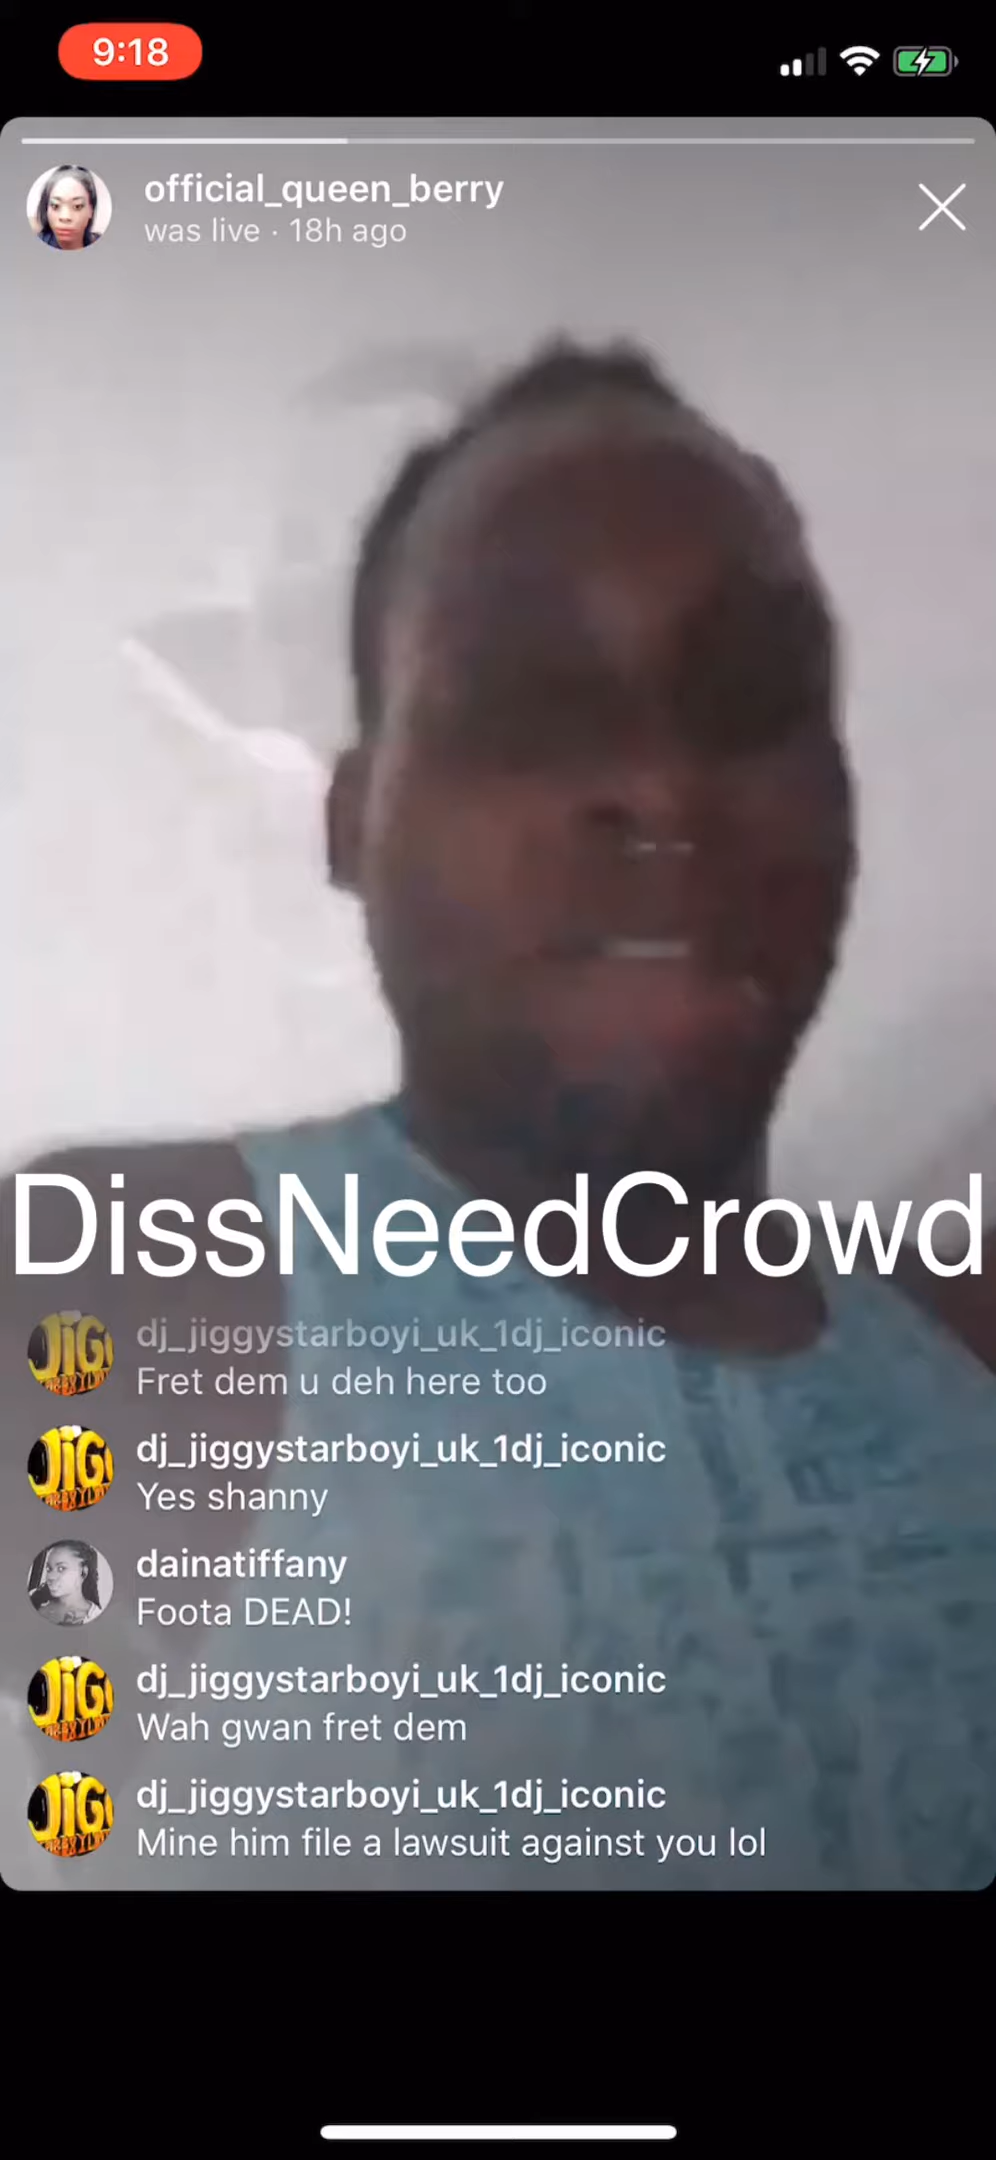 9:18
official_queen_berry
was live · 18h ago
DissNeedCrowd
dj_jiggystarboyi_uk_1dj_iconic
Fret dem u deh here too
dj_jiggystarboyi_uk_1dj_iconic
Yes shanny
dainatiffany
Foota DEAD!
dj_jiggystarboyi_uk_1dj_iconic
Wah gwan fret dem
dj_jiggystarboyi_uk_1dj_iconic
Mine him file a lawsuit against you lol